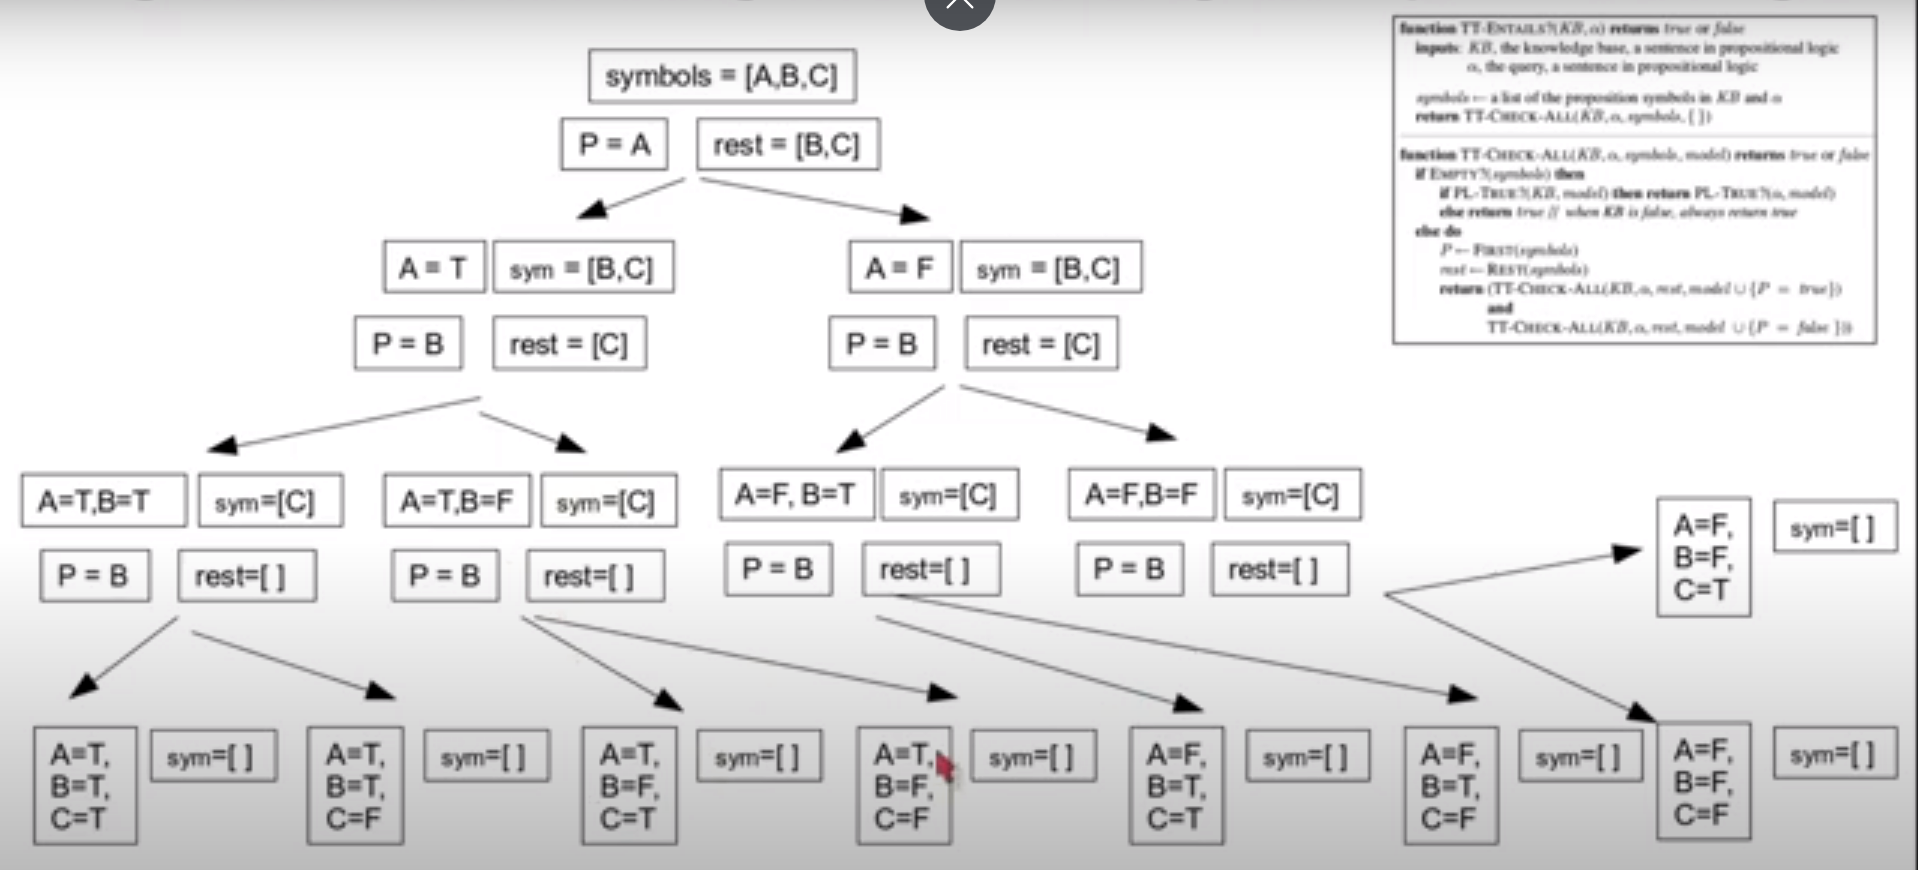 symbols = [A,B,C]
P = A
rest = [B,C]
A = T
sym = [B,C]
A = F
sym = [B,C]
P = B
rest = [C]
P = B
rest = [C]
A=T,B=T
sym=[C]
A=T,B=F
sym=[C]
A=F, B=T
sym=[C]
A=F,B=F
sym=[C]
P = B
rest=[ ]
P = B
rest=[ ]
P = B
rest=[ ]
P = B
rest=[ ]
A=F,
B=F,
C=T
sym=[ ]
A=T,
B=T,
C=T
sym=[ ]
A=T,
B=T,
C=F
sym=[ ]
A=T,
B=F,
C=T
sym=[ ]
A=T,
B=F,
C=F
sym=[ ]
A=F,
B=T,
C=T
sym=[ ]
A=F,
B=T,
C=F
sym=[ ]
A=F,
B=F,
C=F
sym=[ ]
function TT-ENTAILS?(KB, α) returns true or false
inputs: KB, the knowledge base, a sentence in propositional logic
α, the query, a sentence in propositional logic
symbols ← a list of the proposition symbols in KB and α
return TT-CHECK-ALL(KB, α, symbols, [ ])
function TT-CHECK-ALL(KB, α, symbols, model) returns true or false
if EMPTY?(symbols) then
if PL-TRUE?(KB, model) then return PL-TRUE?(α, model)
else return true // when KB is false, always return true
else do
P ← FIRST(symbols)
rest ← REST(symbols)
return (TT-CHECK-ALL(KB, α, rest, model ∪ {P = true})
and
TT-CHECK-ALL(KB, α, rest, model ∪ {P = false }))